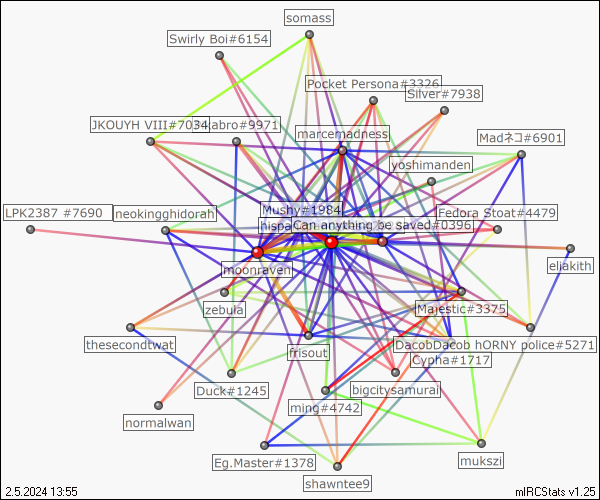 somass
Swirly Boi#6154
Pocket Persona#3326
Silver#7938
JKOUYH VIII#7034
labro#9971
marcemadness
Madネコ#6901
yoshimanden
LPK2387 #7690
neokingghidorah
Mushy#1984
hispa
Can anything be saved#0396
Fedora Stoat#4479
moonraven
eliakith
zebula
Majestic#3375
thesecondtwat
frisout
DacobDacob hORNY police#5271
Cypha#1717
Duck#1245
bigcitysamurai
ming#4742
normalwan
Eg.Master#1378
mukszi
shawntee9
2.5.2024 13:55
mIRCStats v1.25